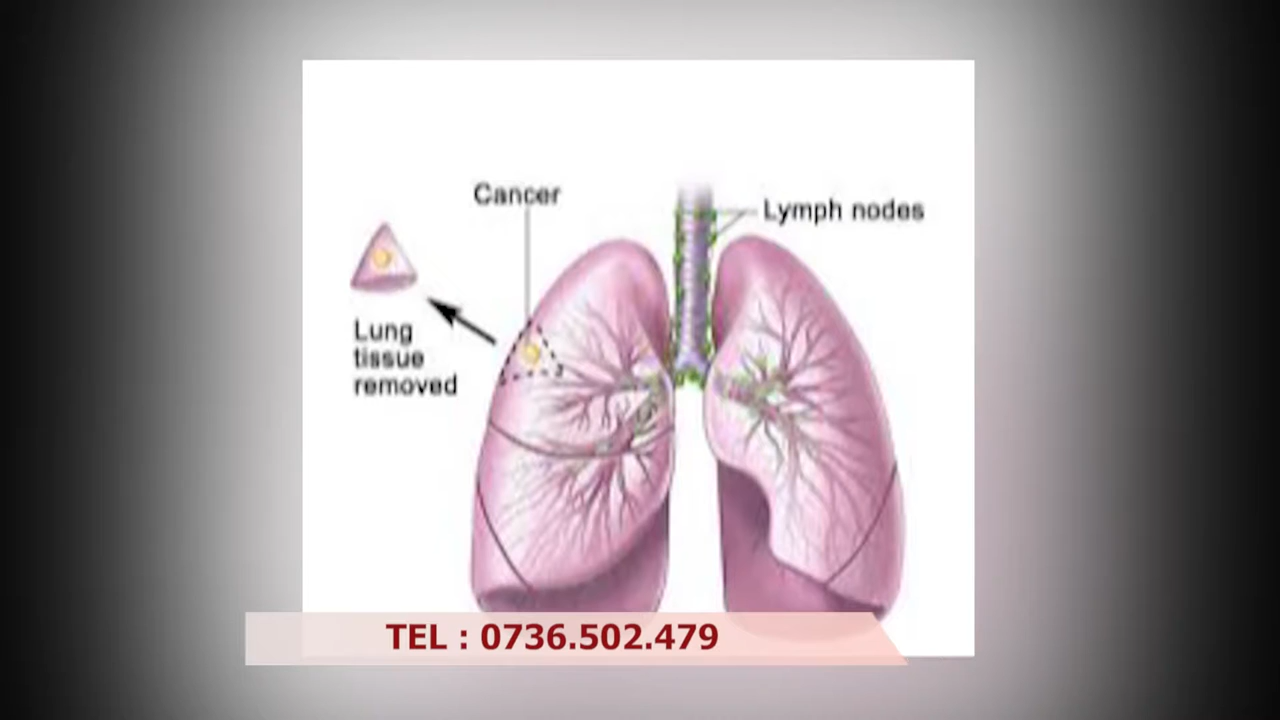 Cancer
Lymph nodes
Lung
tissue
removed
TEL : 0736.502.479